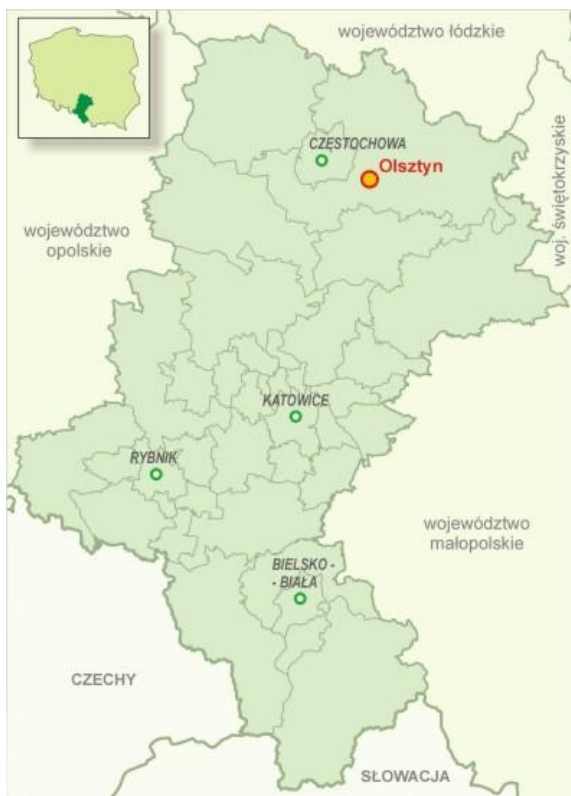 województwo łódzkie
CZĘSTOCHOWA
Olsztyn
woj. świętokrzyskie
województwo
opolskie
KATOWICE
RYBNIK
województwo
małopolskie
BIELSKO -
- BIAŁA
CZECHY
SŁOWACJA